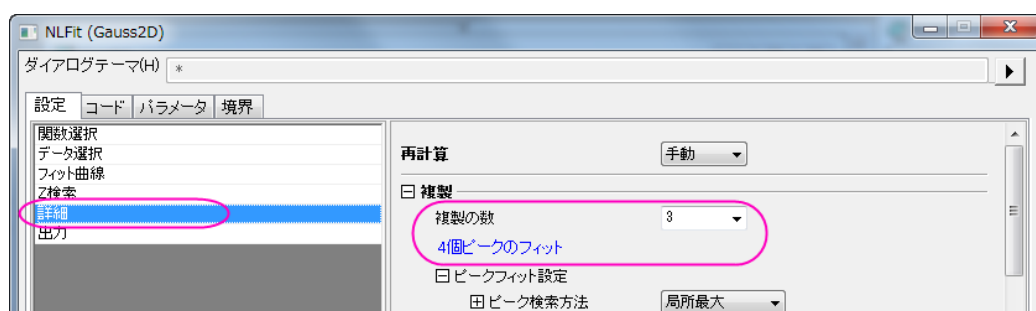 NLFit (Gauss2D)
ダイアログテーマ(H) *
設定 コード パラメータ 境界
関数選択
データ選択
フィット曲線
Z検索
詳細
出力
再計算 手動
複製
複製の数 3
4個ピークのフィット
ピークフィット設定
ピーク検索方法 局所最大